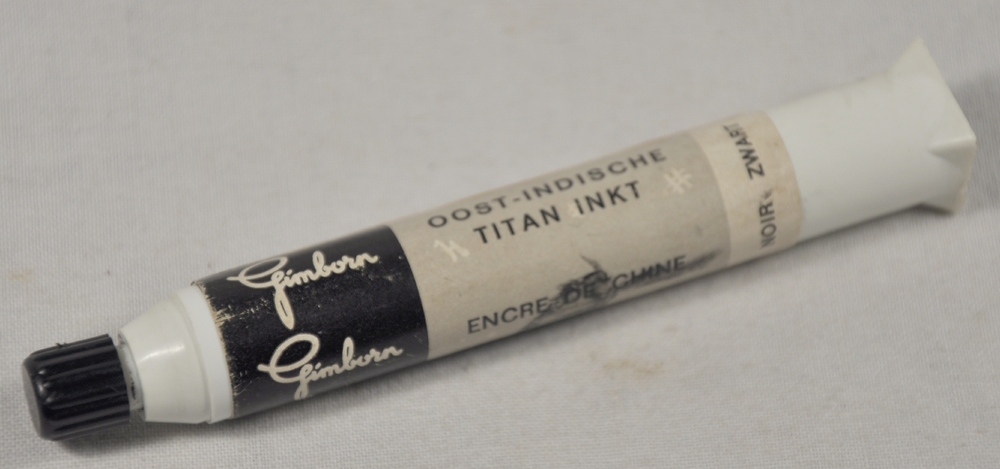 Gimborn
Gimborn
OOST-INDISCHE
TITAN INKT
ENCRE DE CHINE
NOIR ZWART